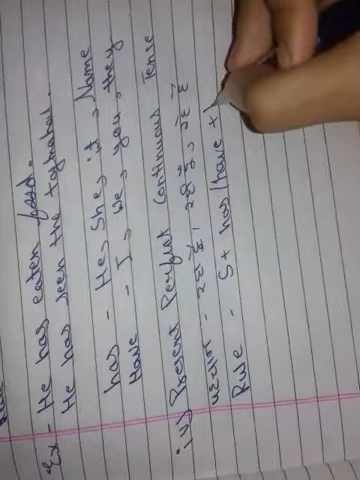 Ex - He has eaten food.
He has seen the Tajmahal.
has - He, She, it, Name
Have - I, we, you, they
iv) Present Perfect Continuous Tense
पहचान - रहा है, रही है, रहे हैं
Rule - S + has/have +